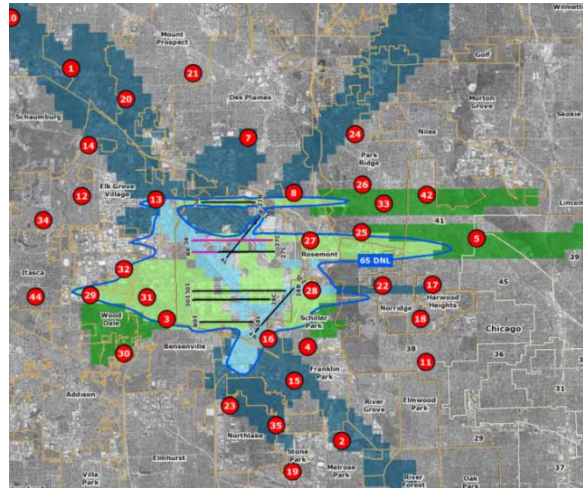 Wilmette
Mount
Prospect
1
21
Golf
20
Des Plaines
Morton
Grove
Schaumburg
Skokie
7
24
Niles
14
Park
Ridge
Elk Grove
Village
12
13
8
26
42
33
Lincoln
34
41
25
5
27
39
Rosemont
Itasca
32
65 DNL
45
44
29
31
28
22
17
Harwood
Heights
Norridge
Wood
Dale
3
Schiller
Park
18
Chicago
16
36
Bensenville
4
30
38
11
Franklin
Park
15
Addison
31
River
Grove
Elmwood
Park
23
35
Northlake
2
29
Elmhurst
Stone
Park
Villa
Park
19
Melrose
Park
River
Forest
Oak
Park
37